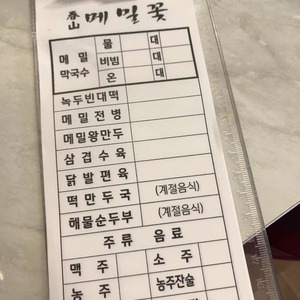 春山 메밀꽃
메밀 막국수
물 대
비빔 대
온 대
녹두빈대떡
메밀전병
메밀왕만두
삼겹수육
닭발편육
떡만두국 (계절음식)
해물순두부 (계절음식)
주류 음료
맥주 소주
농주 농주잔술